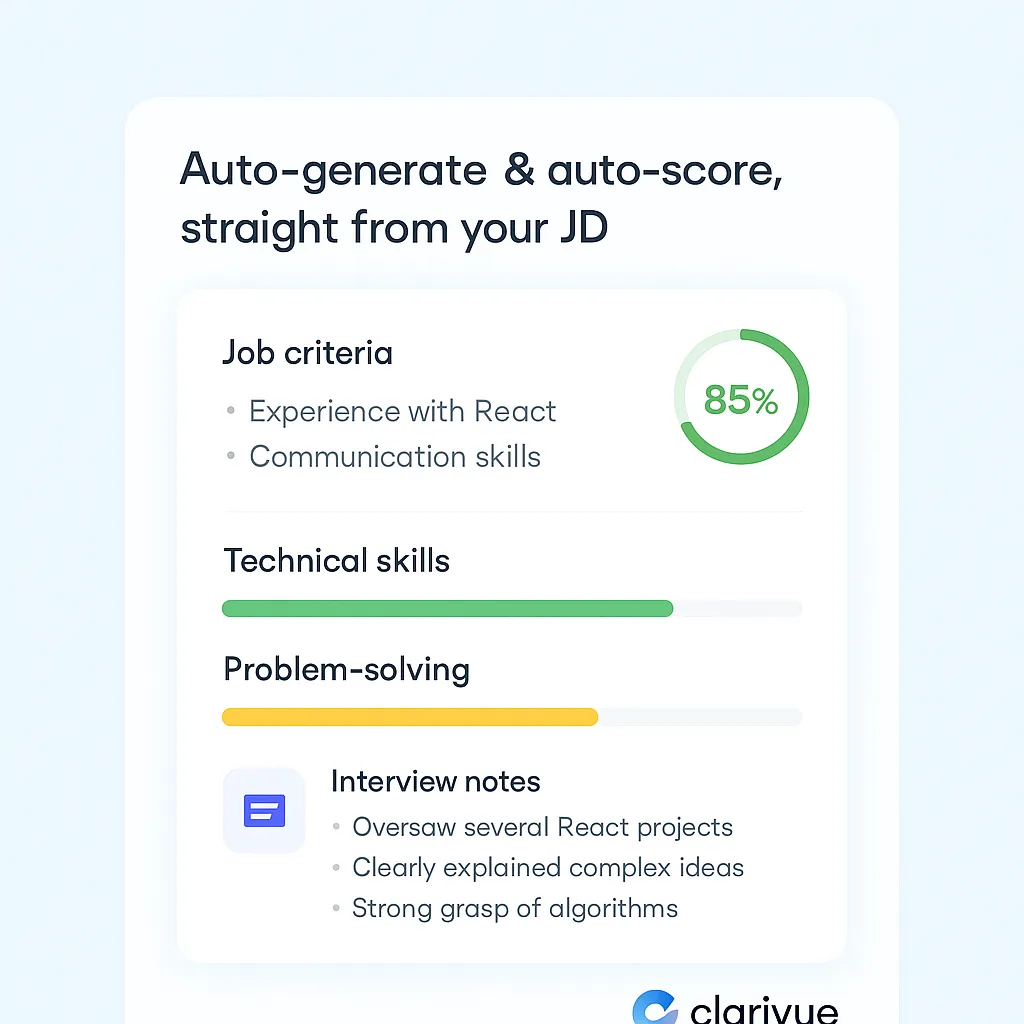 Auto-generate & auto-score,
straight from your JD
Job criteria
85%
• Experience with React
• Communication skills
Technical skills
Problem-solving
Interview notes
• Oversaw several React projects
• Clearly explained complex ideas
• Strong grasp of algorithms
clarivue